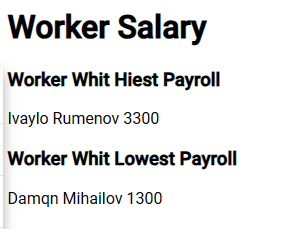 Worker Salary
Worker Whit Hiest Payroll
Ivaylo Rumenov 3300
Worker Whit Lowest Payroll
Damqn Mihailov 1300